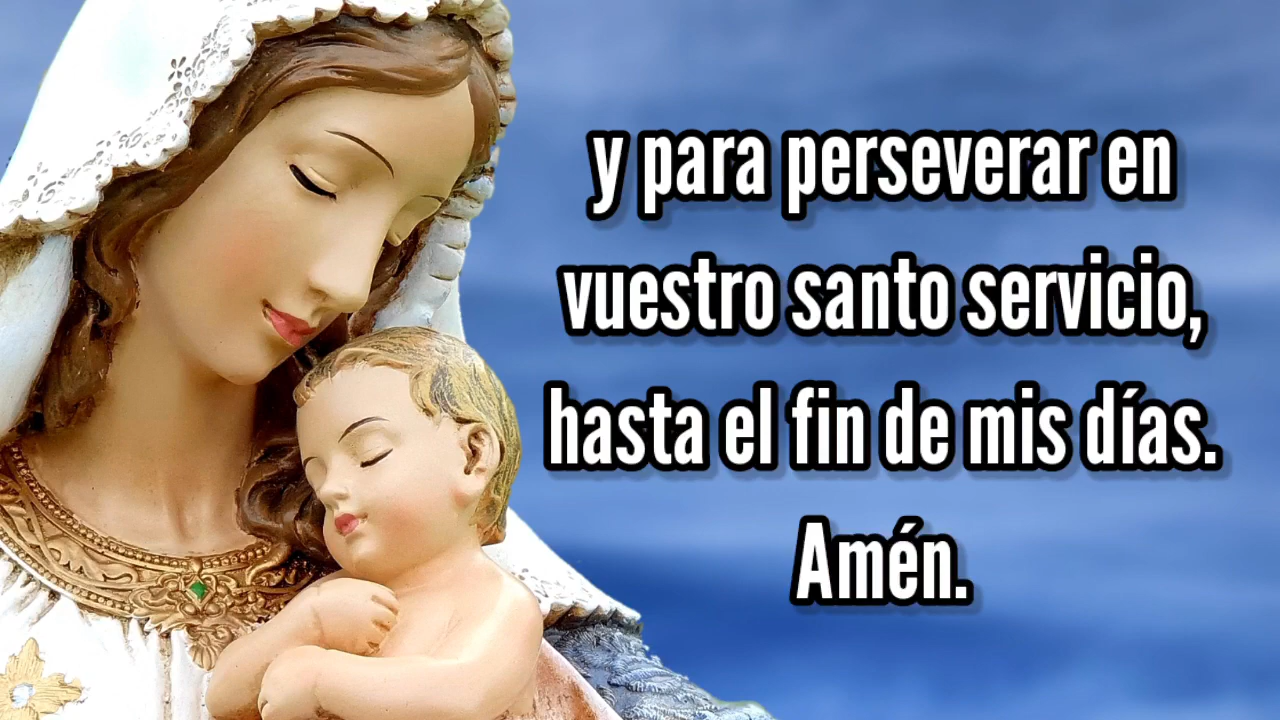 y para perseverar en
vuestro santo servicio,
hasta el fin de mis días.
Amén.